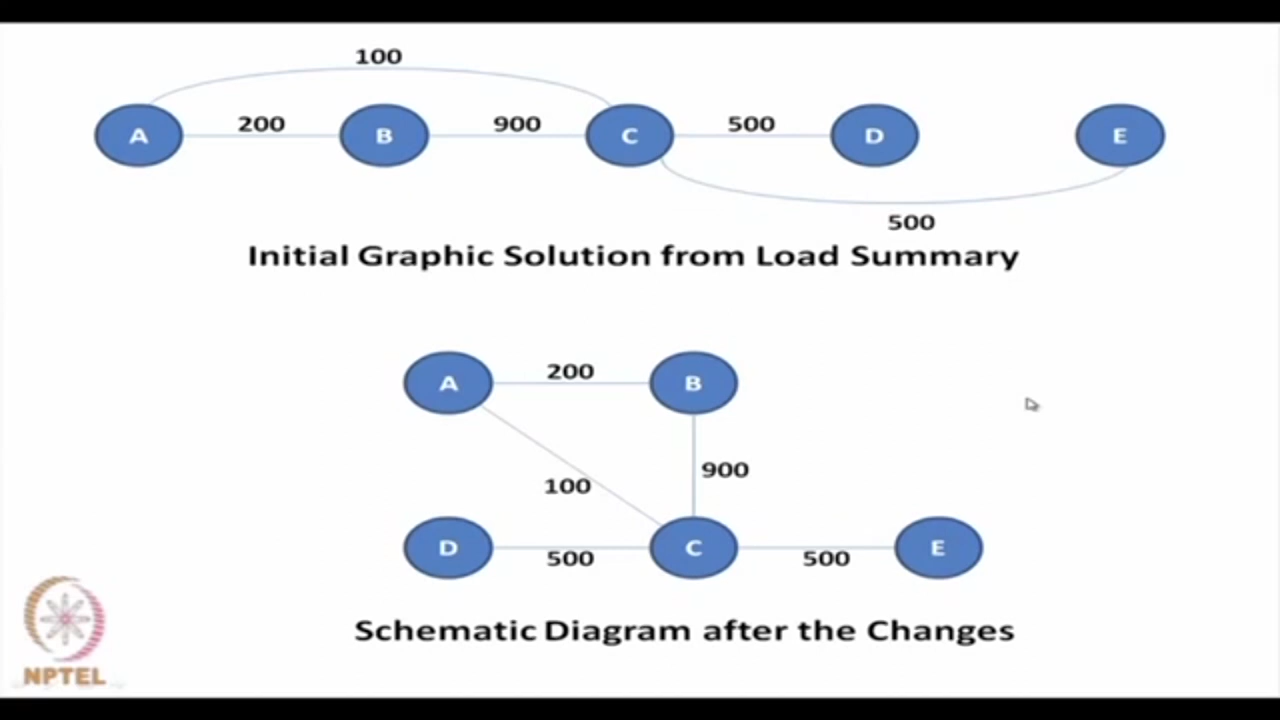 100
A 200 B 900 C 500 D E
500
Initial Graphic Solution from Load Summary
A 200 B
900
100
D 500 C 500 E
Schematic Diagram after the Changes
NPTEL